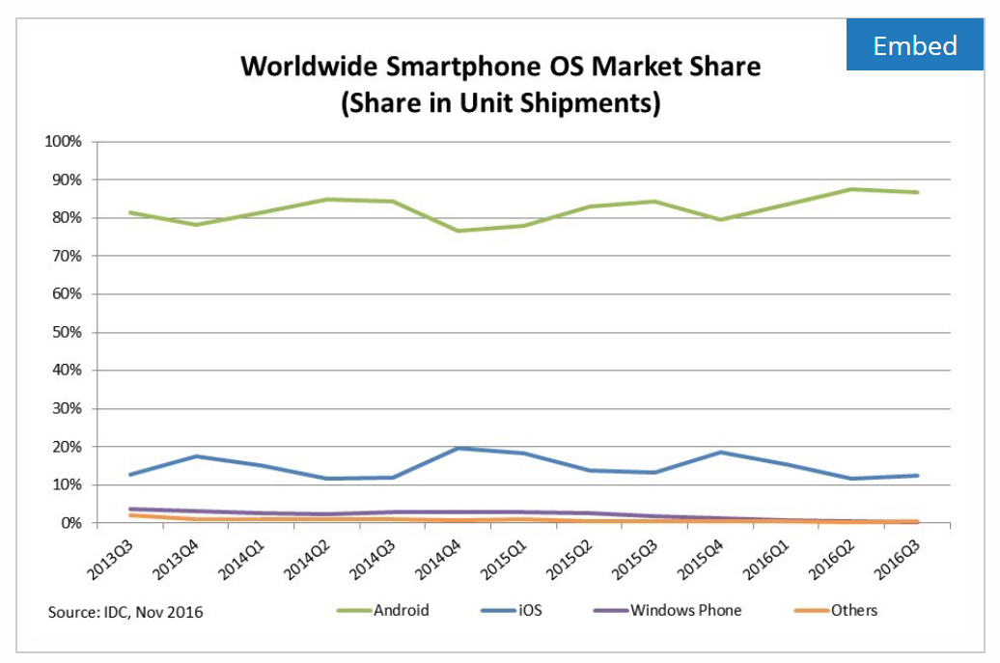 Embed
Worldwide Smartphone OS Market Share
(Share in Unit Shipments)
100%
90%
80%
70%
60%
50%
40%
30%
20%
10%
0%
2013Q3
2013Q4
2014Q1
2014Q2
2014Q3
2014Q4
2015Q1
2015Q2
2015Q3
2015Q4
2016Q1
2016Q2
2016Q3
Source: IDC, Nov 2016 Android iOS Windows Phone Others